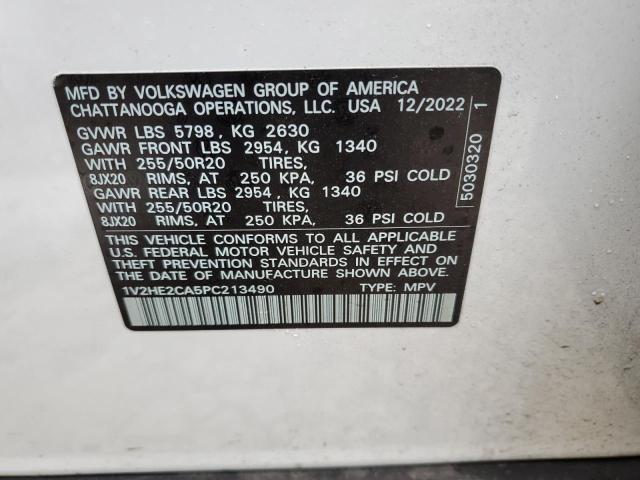 MFD BY VOLKSWAGEN GROUP OF AMERICA
CHATTANOOGA OPERATIONS, LLC. USA 12/2022
GVWR LBS 5798, KG 2630
GAWR FRONT LBS 2954, KG 1340
WITH 255/50R20 TIRES,
8JX20 RIMS, AT 250 KPA, 36 PSI COLD
GAWR REAR LBS 2954, KG 1340
WITH 255/50R20 TIRES,
8JX20 RIMS, AT 250 KPA, 36 PSI COLD
THIS VEHICLE CONFORMS TO ALL APPLICABLE
U.S. FEDERAL MOTOR VEHICLE SAFETY AND
THEFT PREVENTION STANDARDS IN EFFECT ON
THE DATE OF MANUFACTURE SHOWN ABOVE.
1V2HE2CA5PC213490 TYPE: MPV
5030320 1